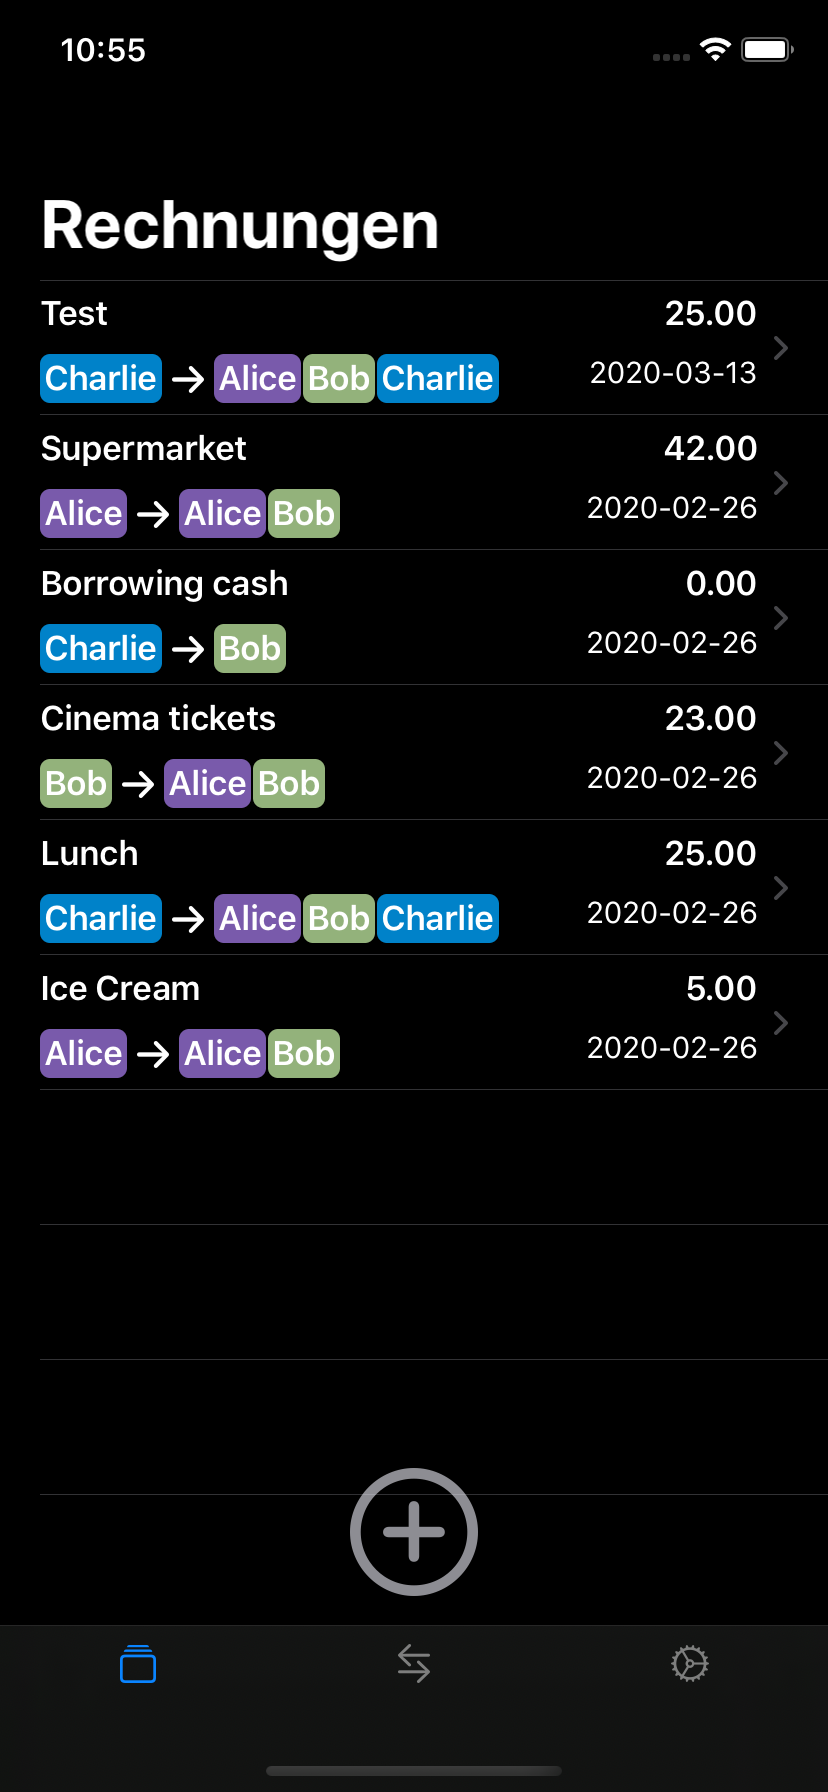 10:55
Rechnungen
Test 25.00
Charlie → Alice Bob Charlie 2020-03-13
Supermarket 42.00
Alice → Alice Bob 2020-02-26
Borrowing cash 0.00
Charlie → Bob 2020-02-26
Cinema tickets 23.00
Bob → Alice Bob 2020-02-26
Lunch 25.00
Charlie → Alice Bob Charlie 2020-02-26
Ice Cream 5.00
Alice → Alice Bob 2020-02-26